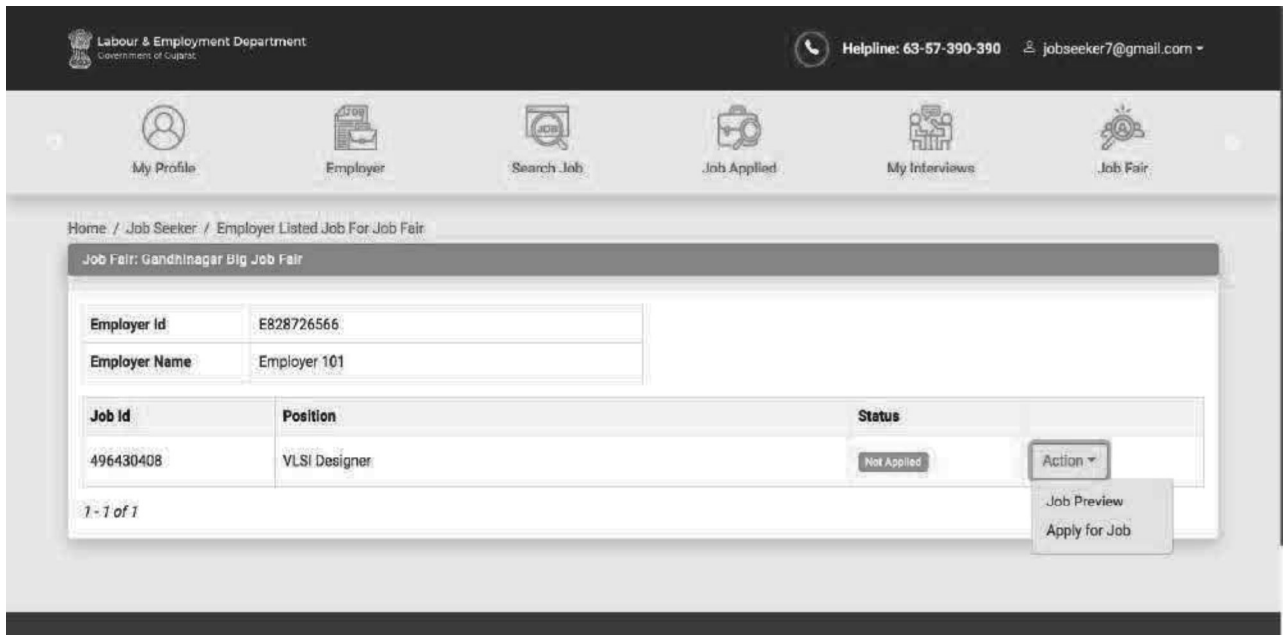 Labour & Employment Department
Government of Gujarat
Helpline: 63-57-390-390
jobseeker7@gmail.com
My Profile
Employer
Search Job
Job Applied
My Interviews
Job Fair
Home / Job Seeker / Employer Listed Job For Job Fair
Job Fair: Gandhinagar Big Job Fair
Employer Id E828726566
Employer Name Employer 101
Job Id Position Status
496430408 VLSI Designer Not Applied Action
Job Preview
Apply for Job
1 - 1 of 1